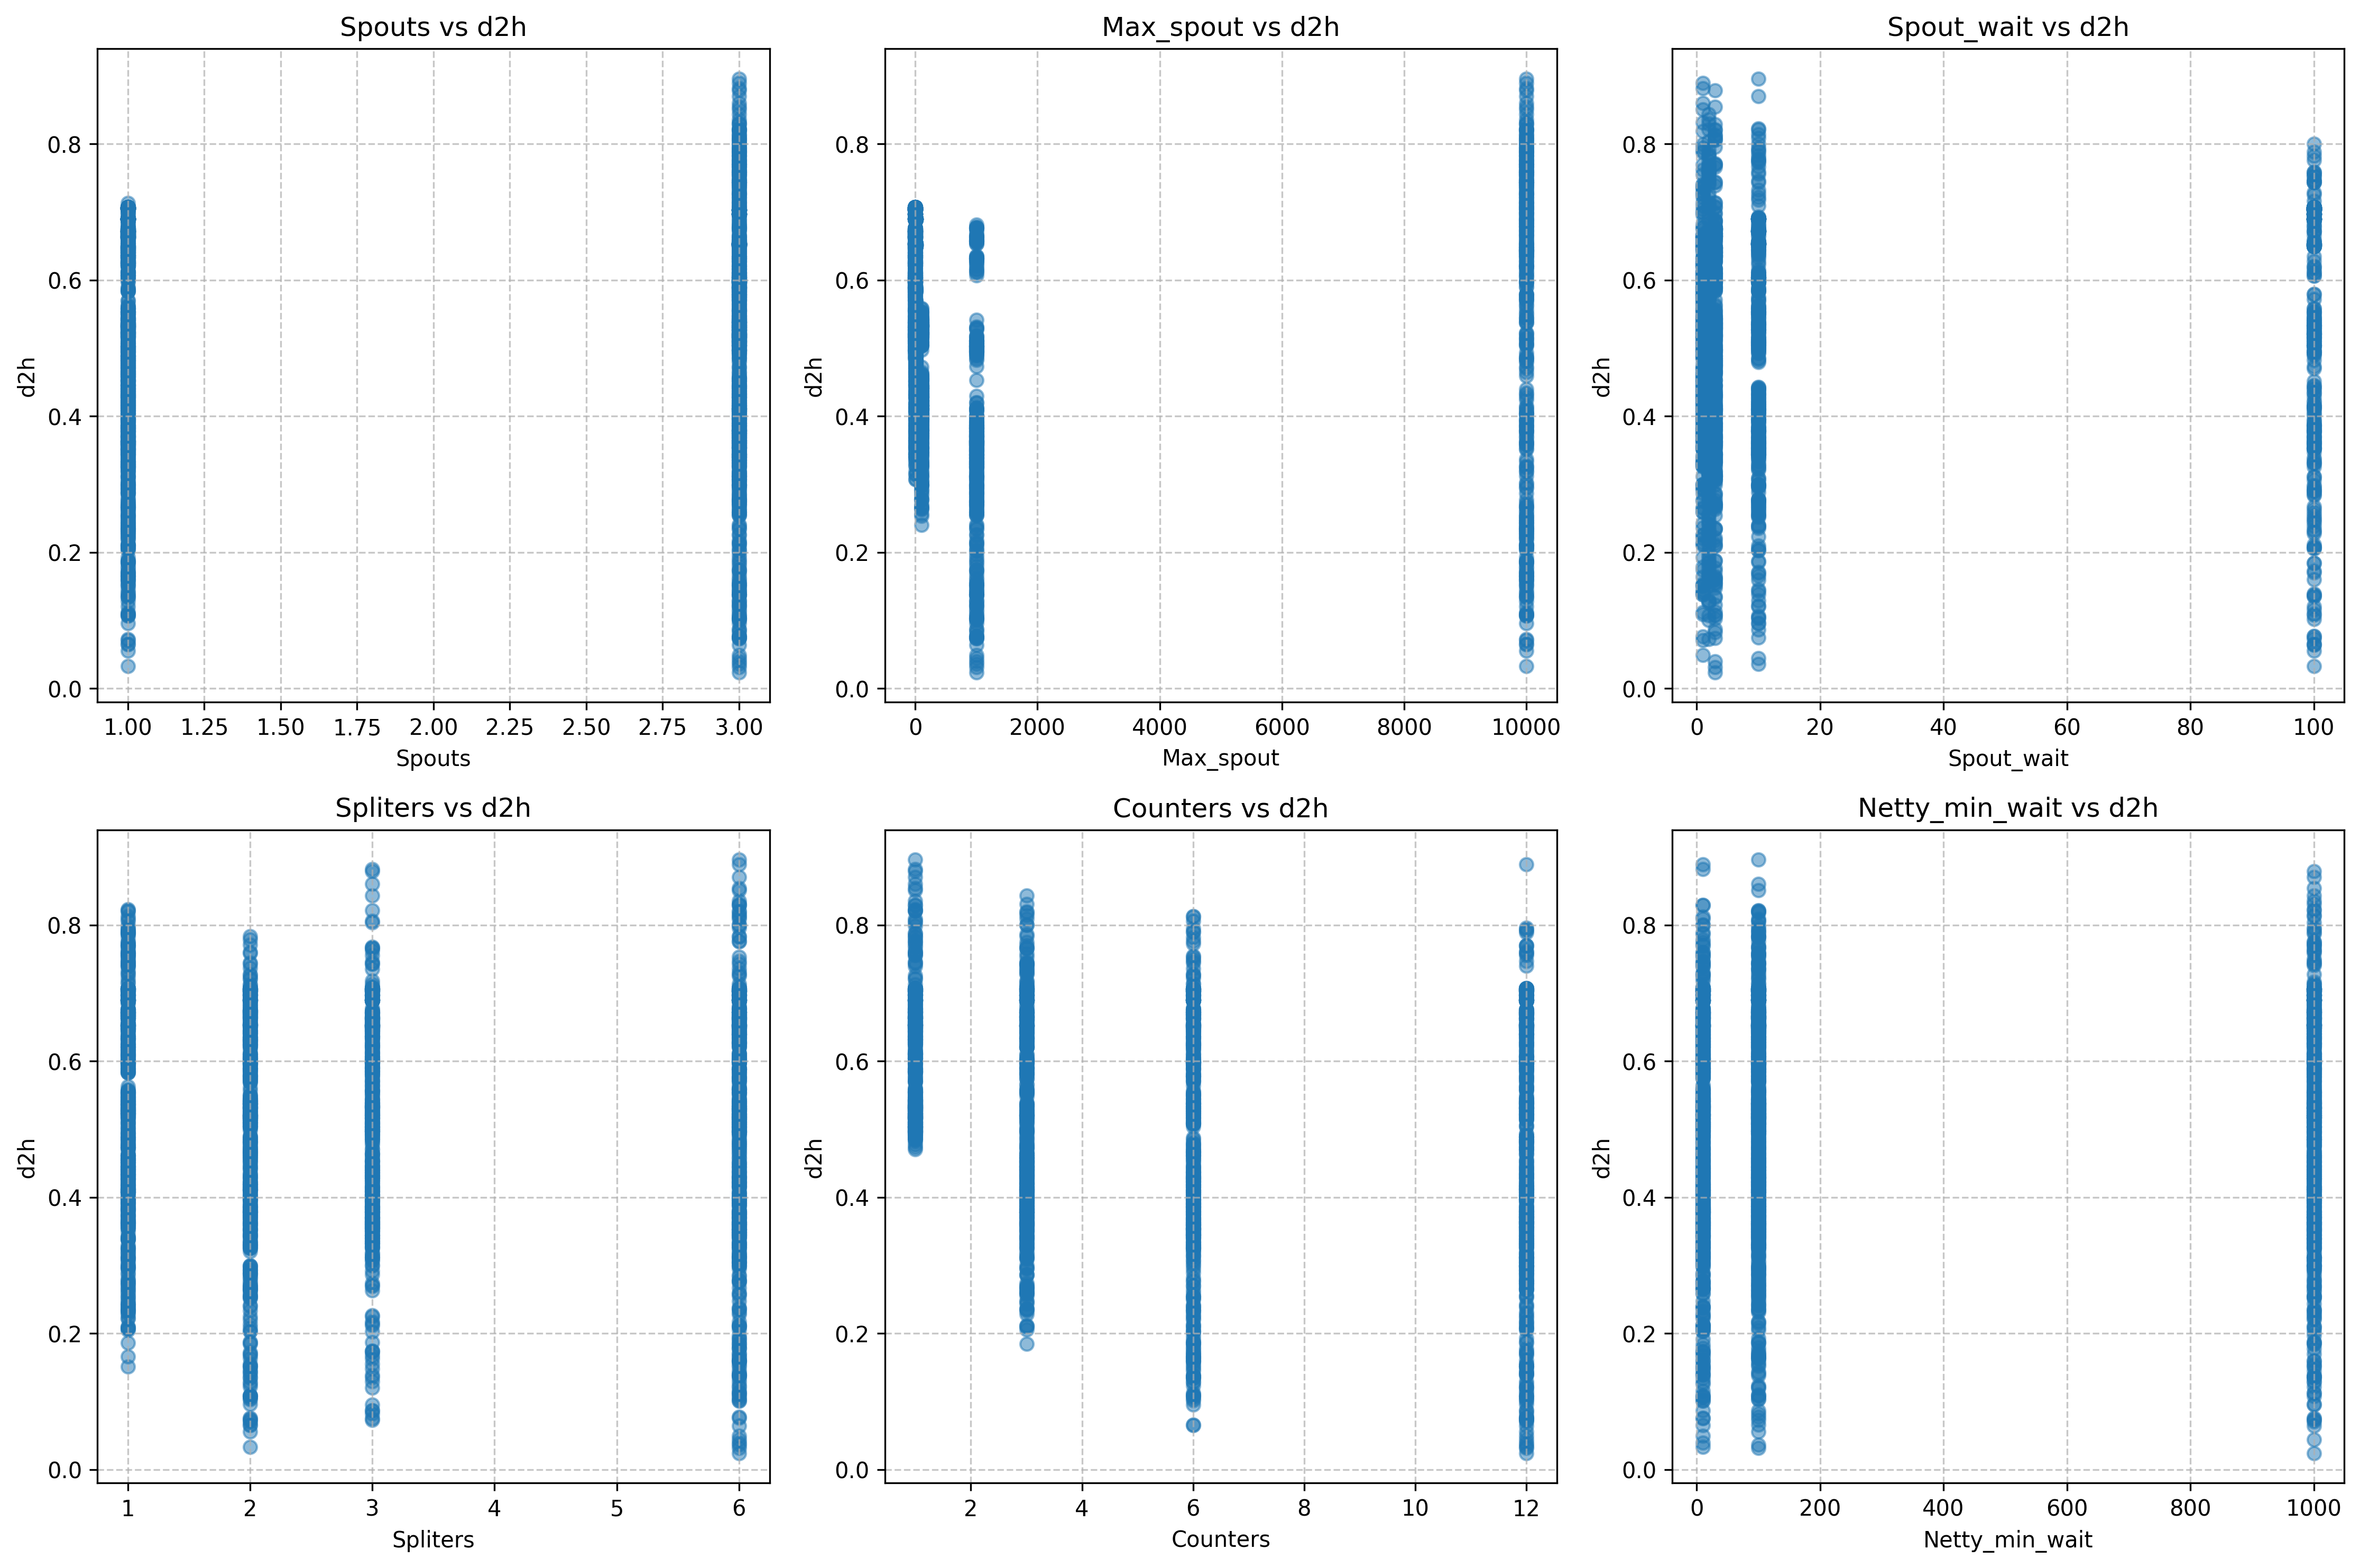 Spouts vs d2h
d2h
0.8
0.6
0.4
0.2
0.0
1.00 1.25 1.50 1.75 2.00 2.25 2.50 2.75 3.00
Spouts
Max_spout vs d2h
d2h
0.8
0.6
0.4
0.2
0.0
0 2000 4000 6000 8000 10000
Max_spout
Spout_wait vs d2h
d2h
0.8
0.6
0.4
0.2
0.0
0 20 40 60 80 100
Spout_wait
Spliters vs d2h
d2h
0.8
0.6
0.4
0.2
0.0
1 2 3 4 5 6
Spliters
Counters vs d2h
d2h
0.8
0.6
0.4
0.2
0.0
2 4 6 8 10 12
Counters
Netty_min_wait vs d2h
d2h
0.8
0.6
0.4
0.2
0.0
0 200 400 600 800 1000
Netty_min_wait